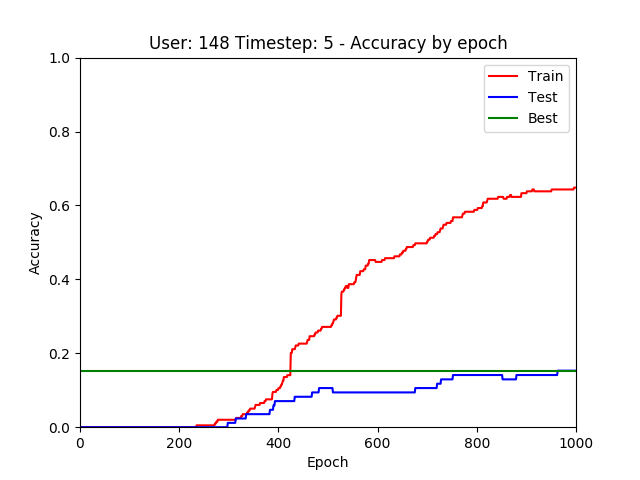 User: 148 Timestep: 5 - Accuracy by epoch
1.0
0.8
0.6
0.4
0.2
0.0
Accuracy
Train
Test
Best
0 200 400 600 800 1000
Epoch